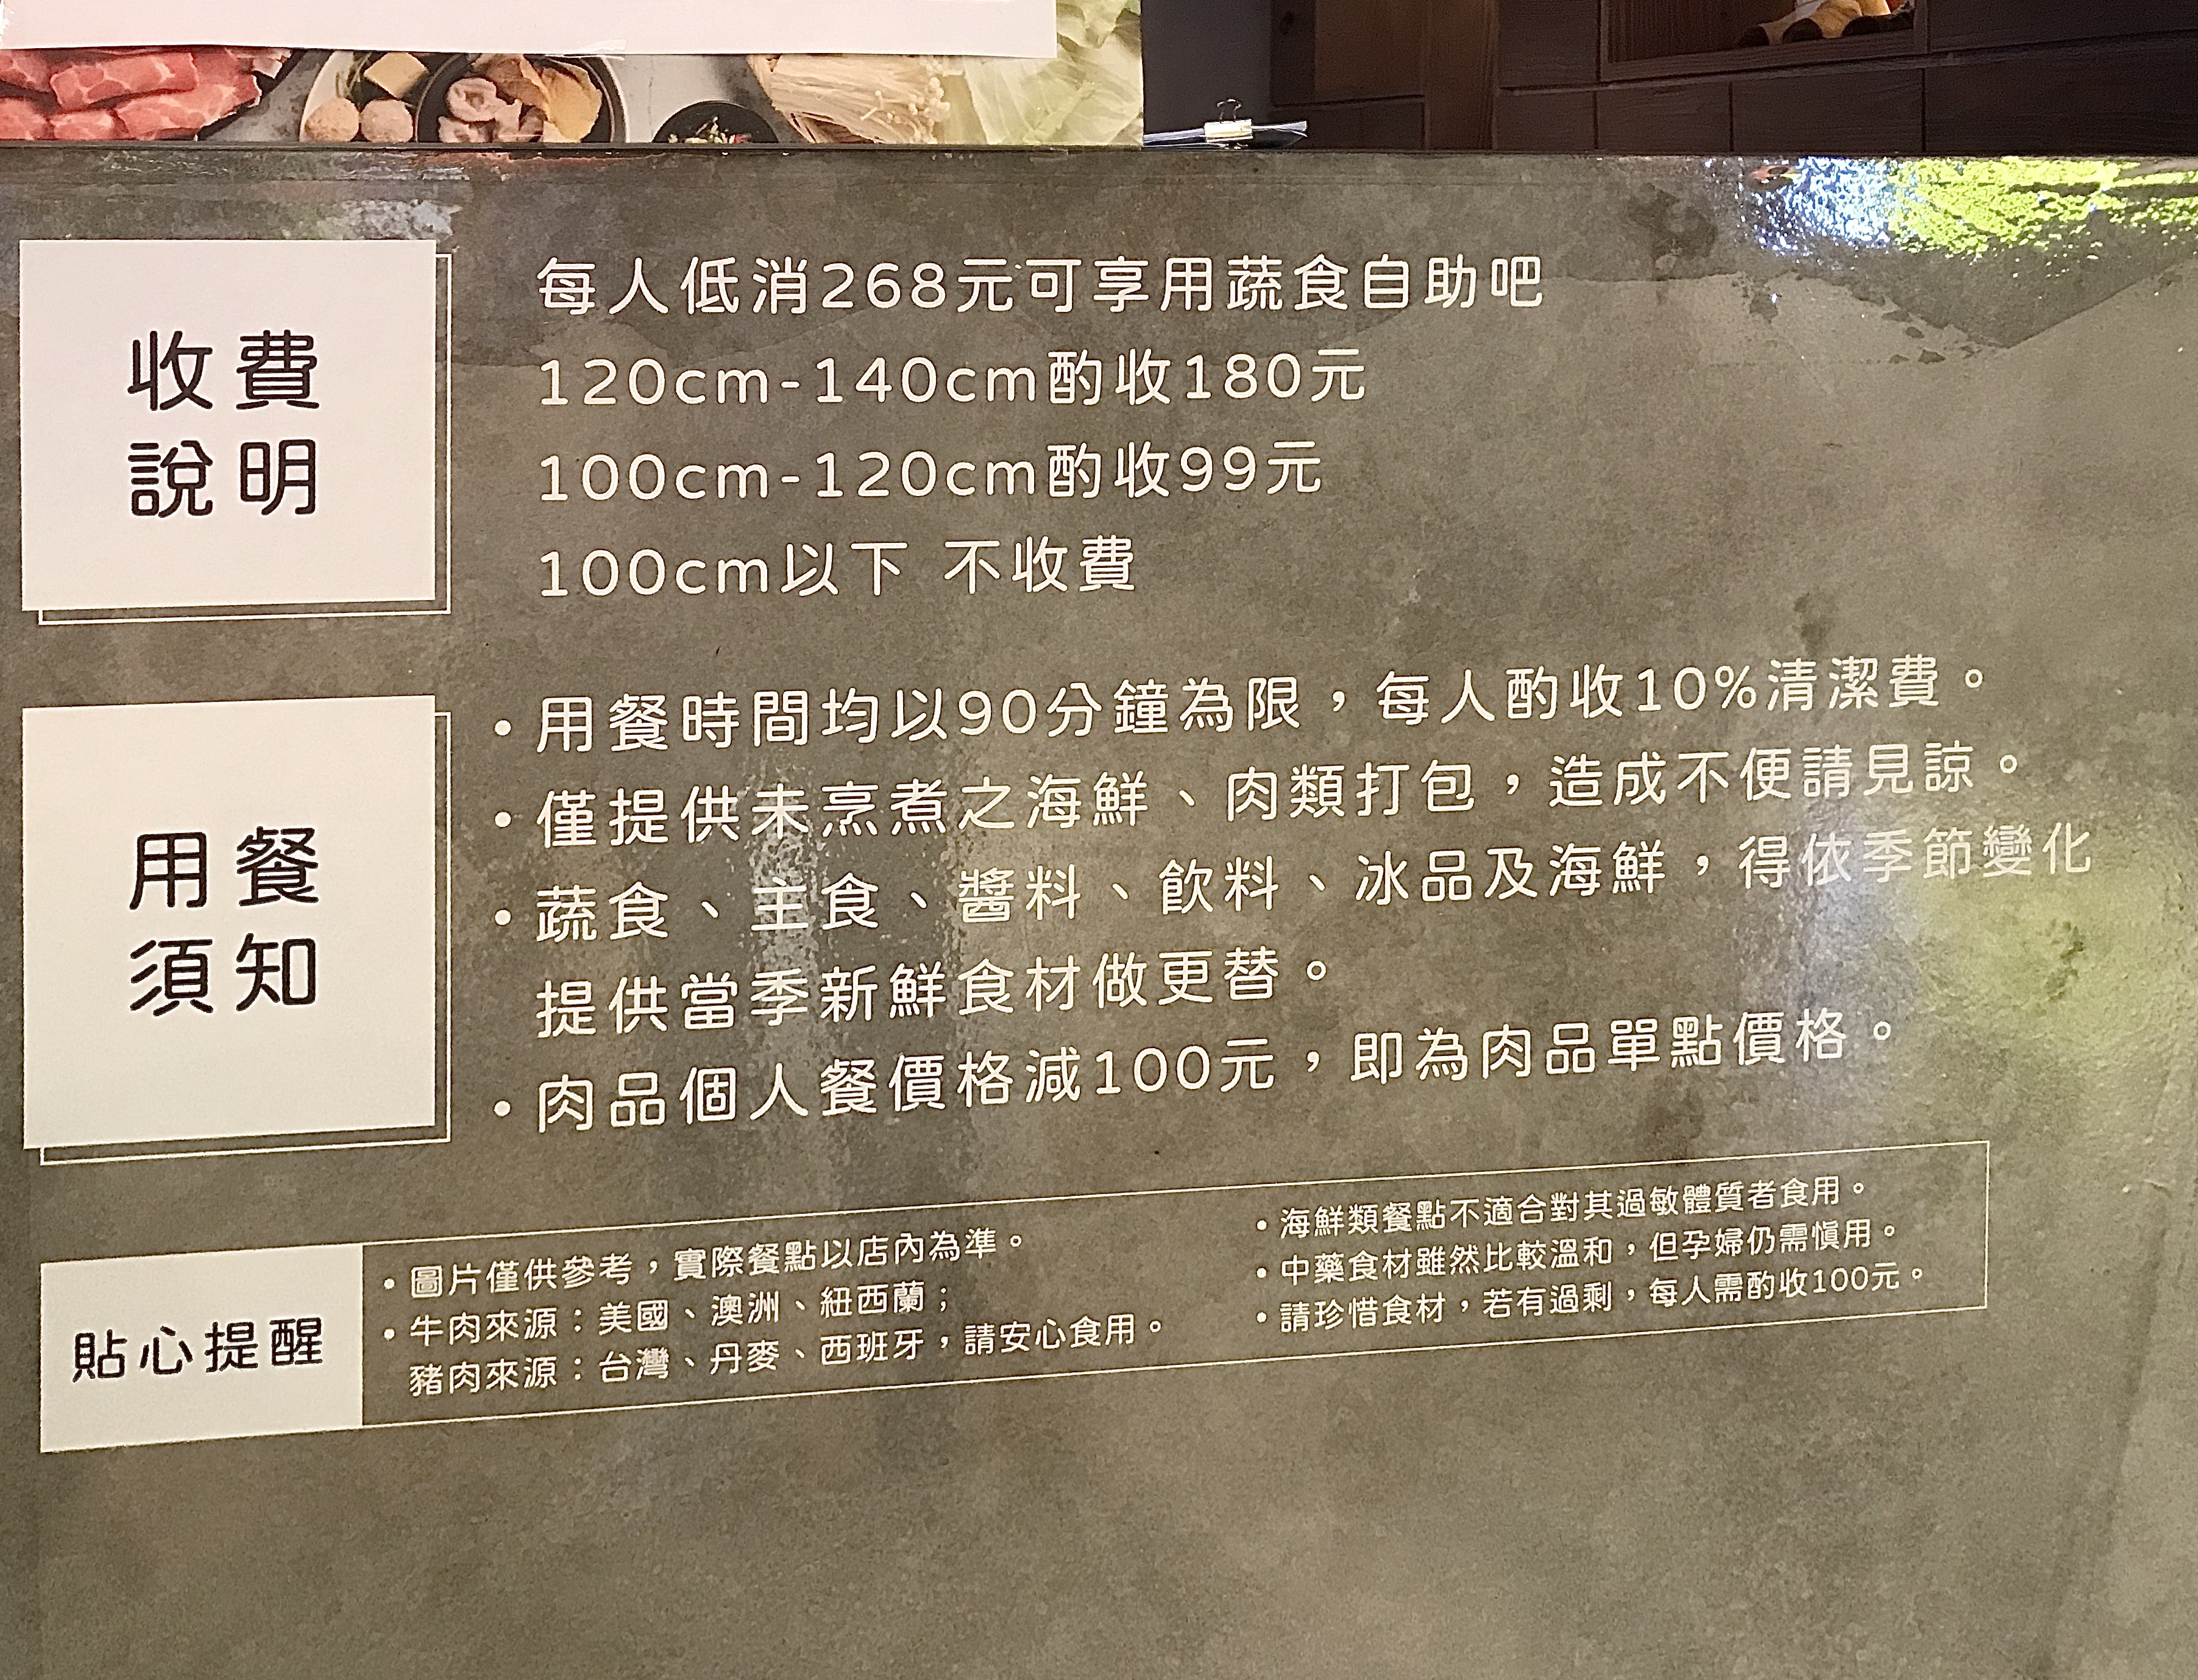 收費
說明
每人低消268元可享用蔬食自助吧
120cm-140cm酌收180元
100cm-120cm酌收99元
100cm以下 不收費
用餐
須知
•用餐時間均以90分鐘為限，每人酌收10%清潔費。
•僅提供未烹煮之海鮮、肉類打包，造成不便請見諒。
•蔬食、主食、醬料、飲料、冰品及海鮮，得依季節變化
提供當季新鮮食材做更替。
•肉品個人餐價格減100元，即為肉品單點價格。
貼心提醒
•圖片僅供參考，實際餐點以店內為準。
•牛肉來源：美國、澳洲、紐西蘭；
豬肉來源：台灣、丹麥、西班牙，請安心食用。
•海鮮類餐點不適合對其過敏體質者食用。
•中藥食材雖然比較溫和，但孕婦仍需慎用。
•請珍惜食材，若有過剩，每人需酌收100元。